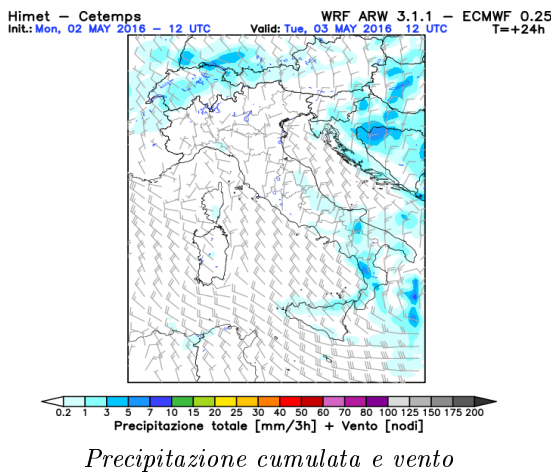 Himet − Cetemps WRF ARW 3.1.1 − ECMWF 0.25
Init.: Mon, 02 MAY 2016 − 12 UTC Valid: Tue, 03 MAY 2016 12 UTC T=+24h
0.2 1 3 5 7 10 15 20 25 30 40 50 60 70 80 100 125 150 175 200
Precipitazione totale [mm/3h] + Vento [nodi]
Precipitazione cumulata e vento